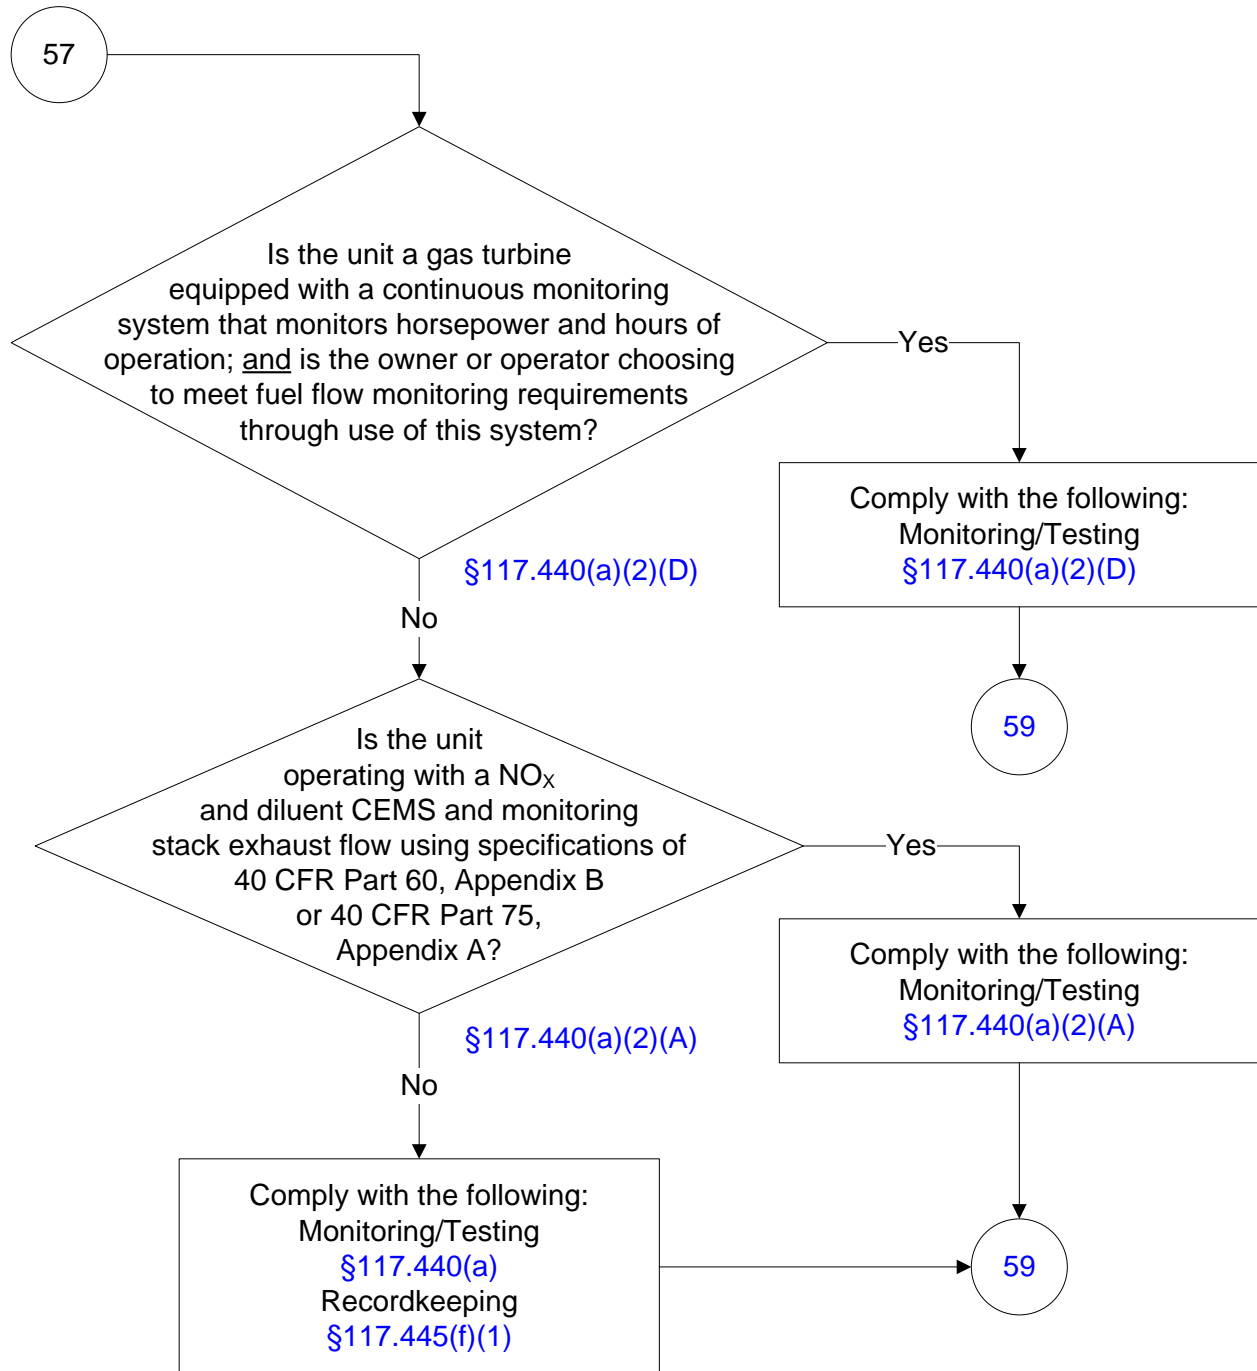 57
Is the unit a gas turbine
equipped with a continuous monitoring
system that monitors horsepower and hours of
operation; and is the owner or operator choosing
to meet fuel flow monitoring requirements
through use of this system?
Yes
Comply with the following:
Monitoring/Testing
§117.440(a)(2)(D)
§117.440(a)(2)(D)
No
59
Is the unit
operating with a NOX
and diluent CEMS and monitoring
stack exhaust flow using specifications of
40 CFR Part 60, Appendix B
or 40 CFR Part 75,
Appendix A?
Yes
Comply with the following:
Monitoring/Testing
§117.440(a)(2)(A)
§117.440(a)(2)(A)
No
Comply with the following:
Monitoring/Testing
§117.440(a)
Recordkeeping
§117.445(f)(1)
59